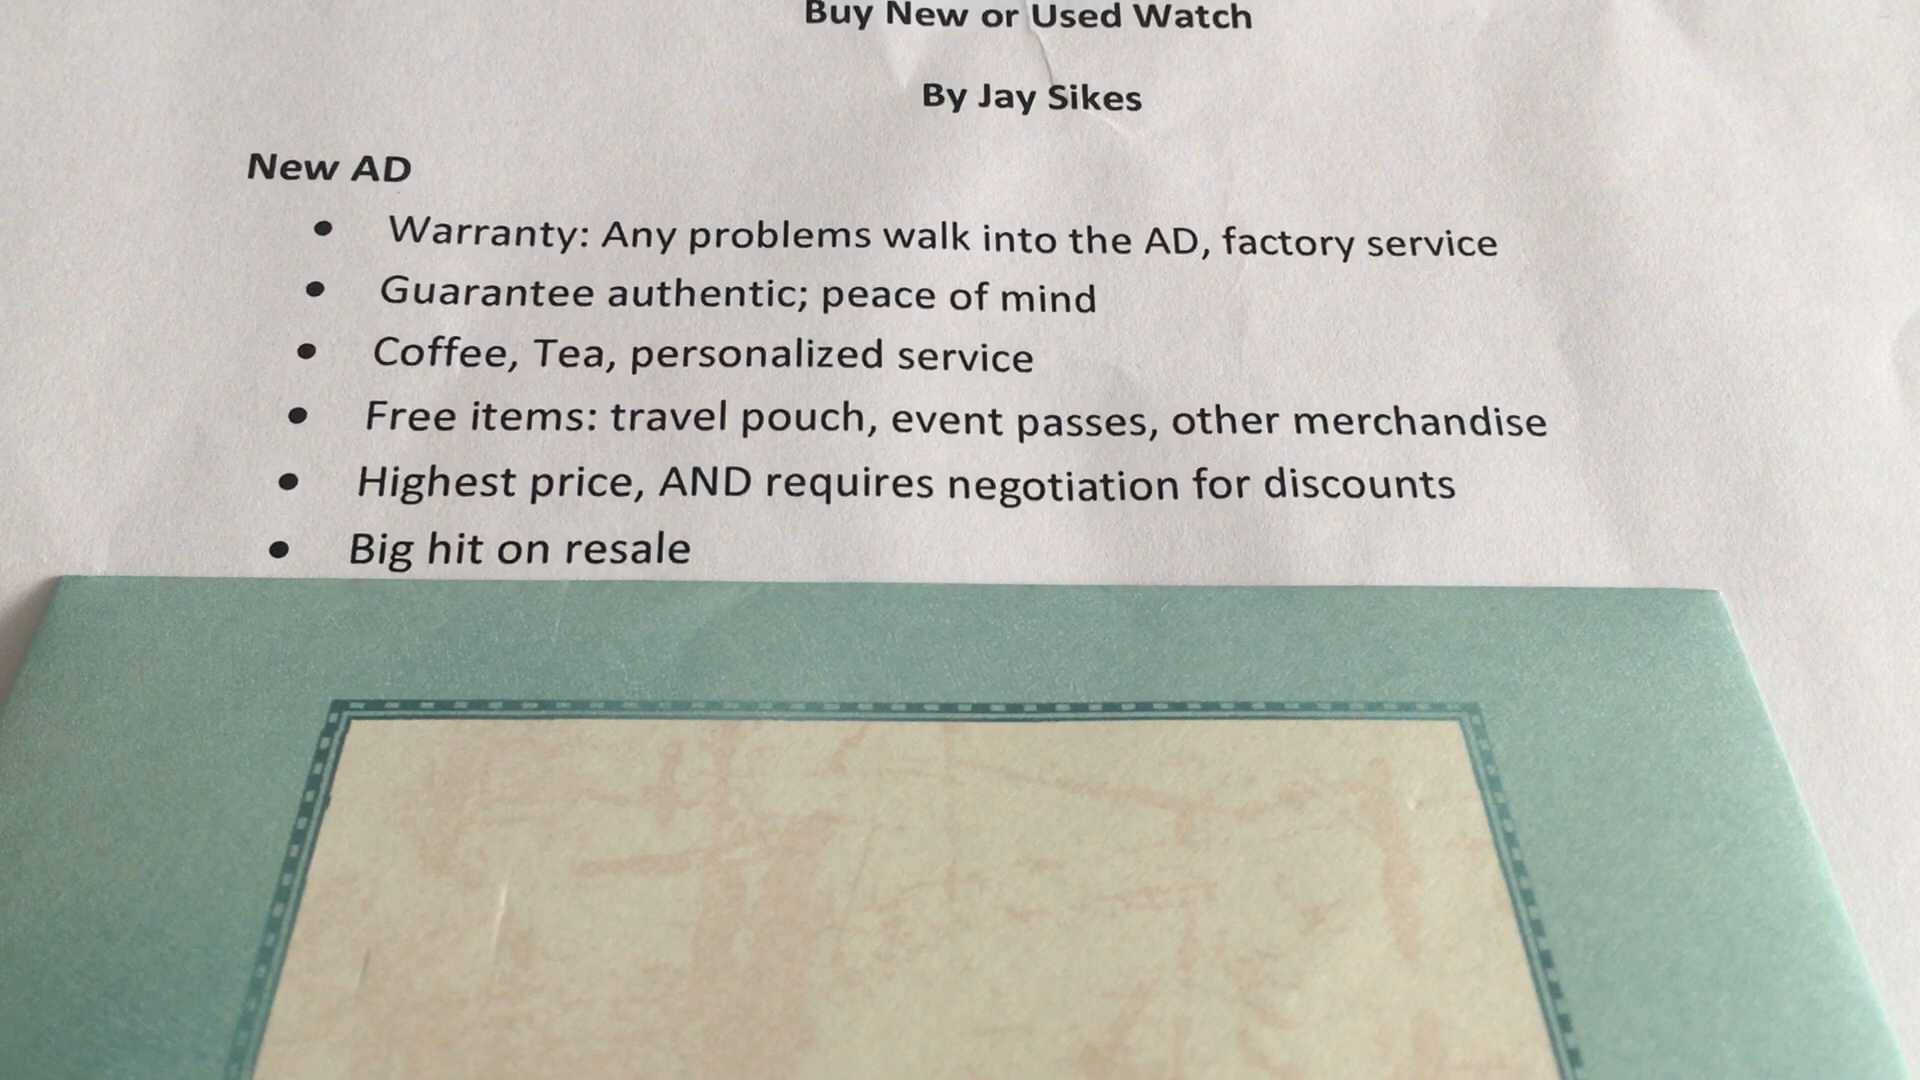 Buy New or Used Watch
By Jay Sikes
New AD
• Warranty: Any problems walk into the AD, factory service
• Guarantee authentic; peace of mind
• Coffee, Tea, personalized service
• Free items: travel pouch, event passes, other merchandise
• Highest price, AND requires negotiation for discounts
• Big hit on resale